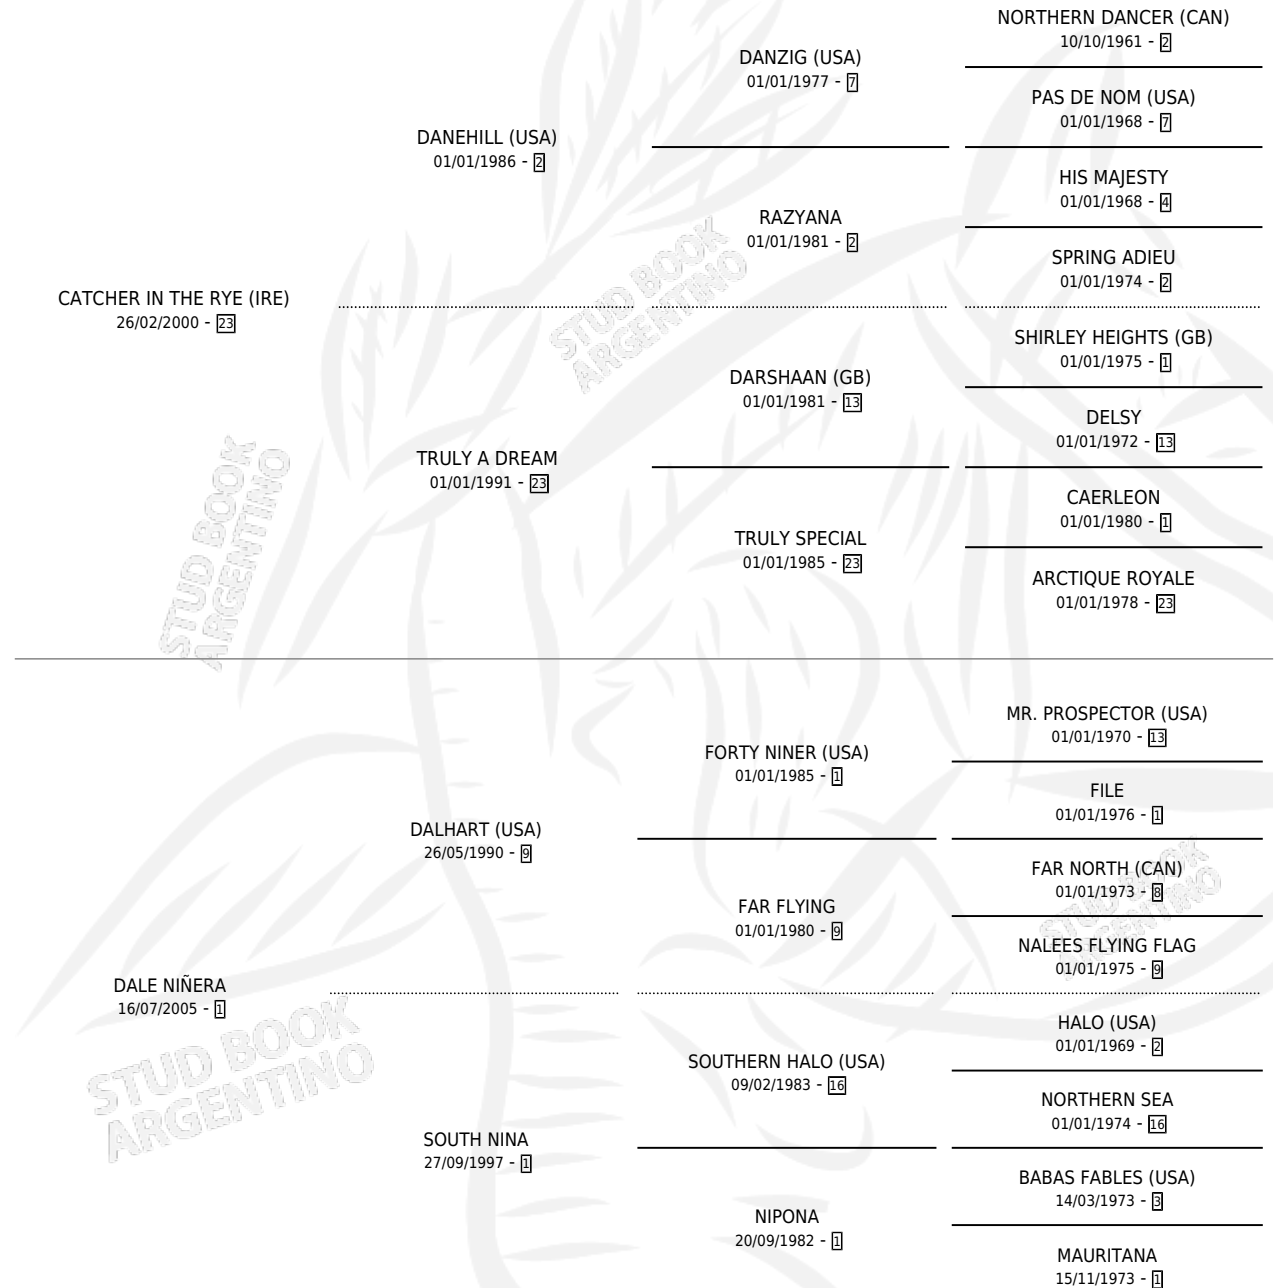 NORTHERN DANCER (CAN)
10/10/1961 - 2
DANZIG (USA)
01/01/1977 - 7
PAS DE NOM (USA)
01/01/1968 - 7
DANEHILL (USA)
01/01/1986 - 2
HIS MAJESTY
01/01/1968 - 4
RAZYANA
01/01/1981 - 2
SPRING ADIEU
01/01/1974 - 2
CATCHER IN THE RYE (IRE)
26/02/2000 - 23
SHIRLEY HEIGHTS (GB)
01/01/1975 - 1
DARSHAAN (GB)
01/01/1981 - 13
DELSY
01/01/1972 - 13
TRULY A DREAM
01/01/1991 - 23
CAERLEON
01/01/1980 - 1
TRULY SPECIAL
01/01/1985 - 23
ARCTIQUE ROYALE
01/01/1978 - 23
MR. PROSPECTOR (USA)
01/01/1970 - 13
FORTY NINER (USA)
01/01/1985 - 1
FILE
01/01/1976 - 1
DALHART (USA)
26/05/1990 - 9
FAR NORTH (CAN)
01/01/1973 - 8
FAR FLYING
01/01/1980 - 9
NALEES FLYING FLAG
01/01/1975 - 9
DALE NIÑERA
16/07/2005 - 1
HALO (USA)
01/01/1969 - 2
SOUTHERN HALO (USA)
09/02/1983 - 16
NORTHERN SEA
01/01/1974 - 16
SOUTH NINA
27/09/1997 - 1
BABAS FABLES (USA)
14/03/1973 - 3
NIPONA
20/09/1982 - 1
MAURITANA
15/11/1973 - 1
STUD BOOK
ARGENTINO
STUD BOOK
ARGENTINO
STUD BOOK
ARGENTINO
STUD BOOK
ARGENTINO